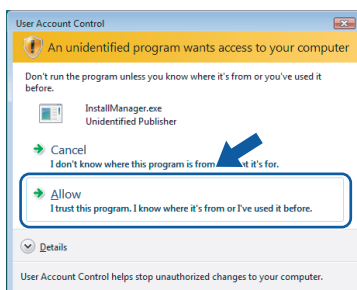 User Account Control
An unidentified program wants access to your computer
Don't run the program unless you know where it's from or you've used it
before.
InstallManager.exe
Unidentified Publisher
Cancel
I don't know where this program is from at it's for.
Allow
I trust this program. I know where it's from or I've used it before.
Details
User Account Control helps stop unauthorized changes to your computer.